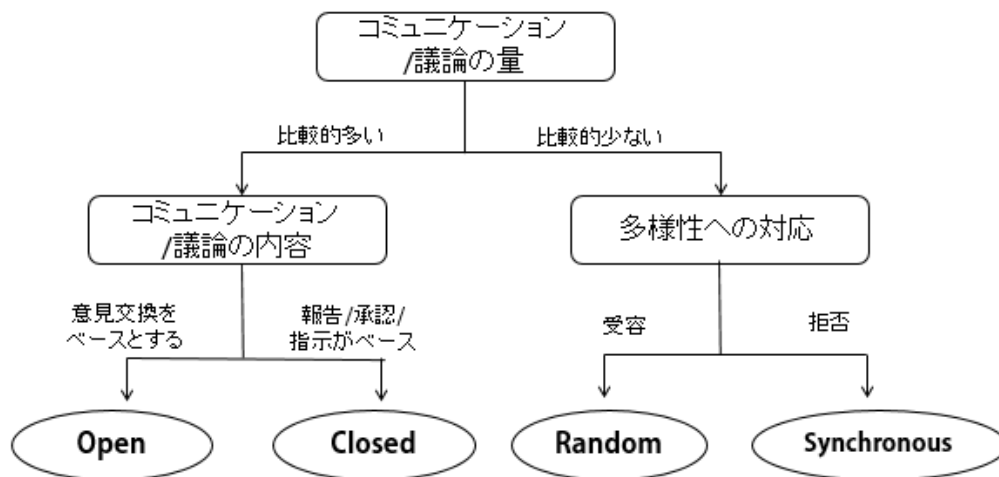 コミュニケーション
/議論の量
比較的多い
比較的少ない
コミュニケーション
/議論の内容
多様性への対応
意見交換を
ベースとする
報告/承認/
指示がベース
受容
拒否
Open
Closed
Random
Synchronous